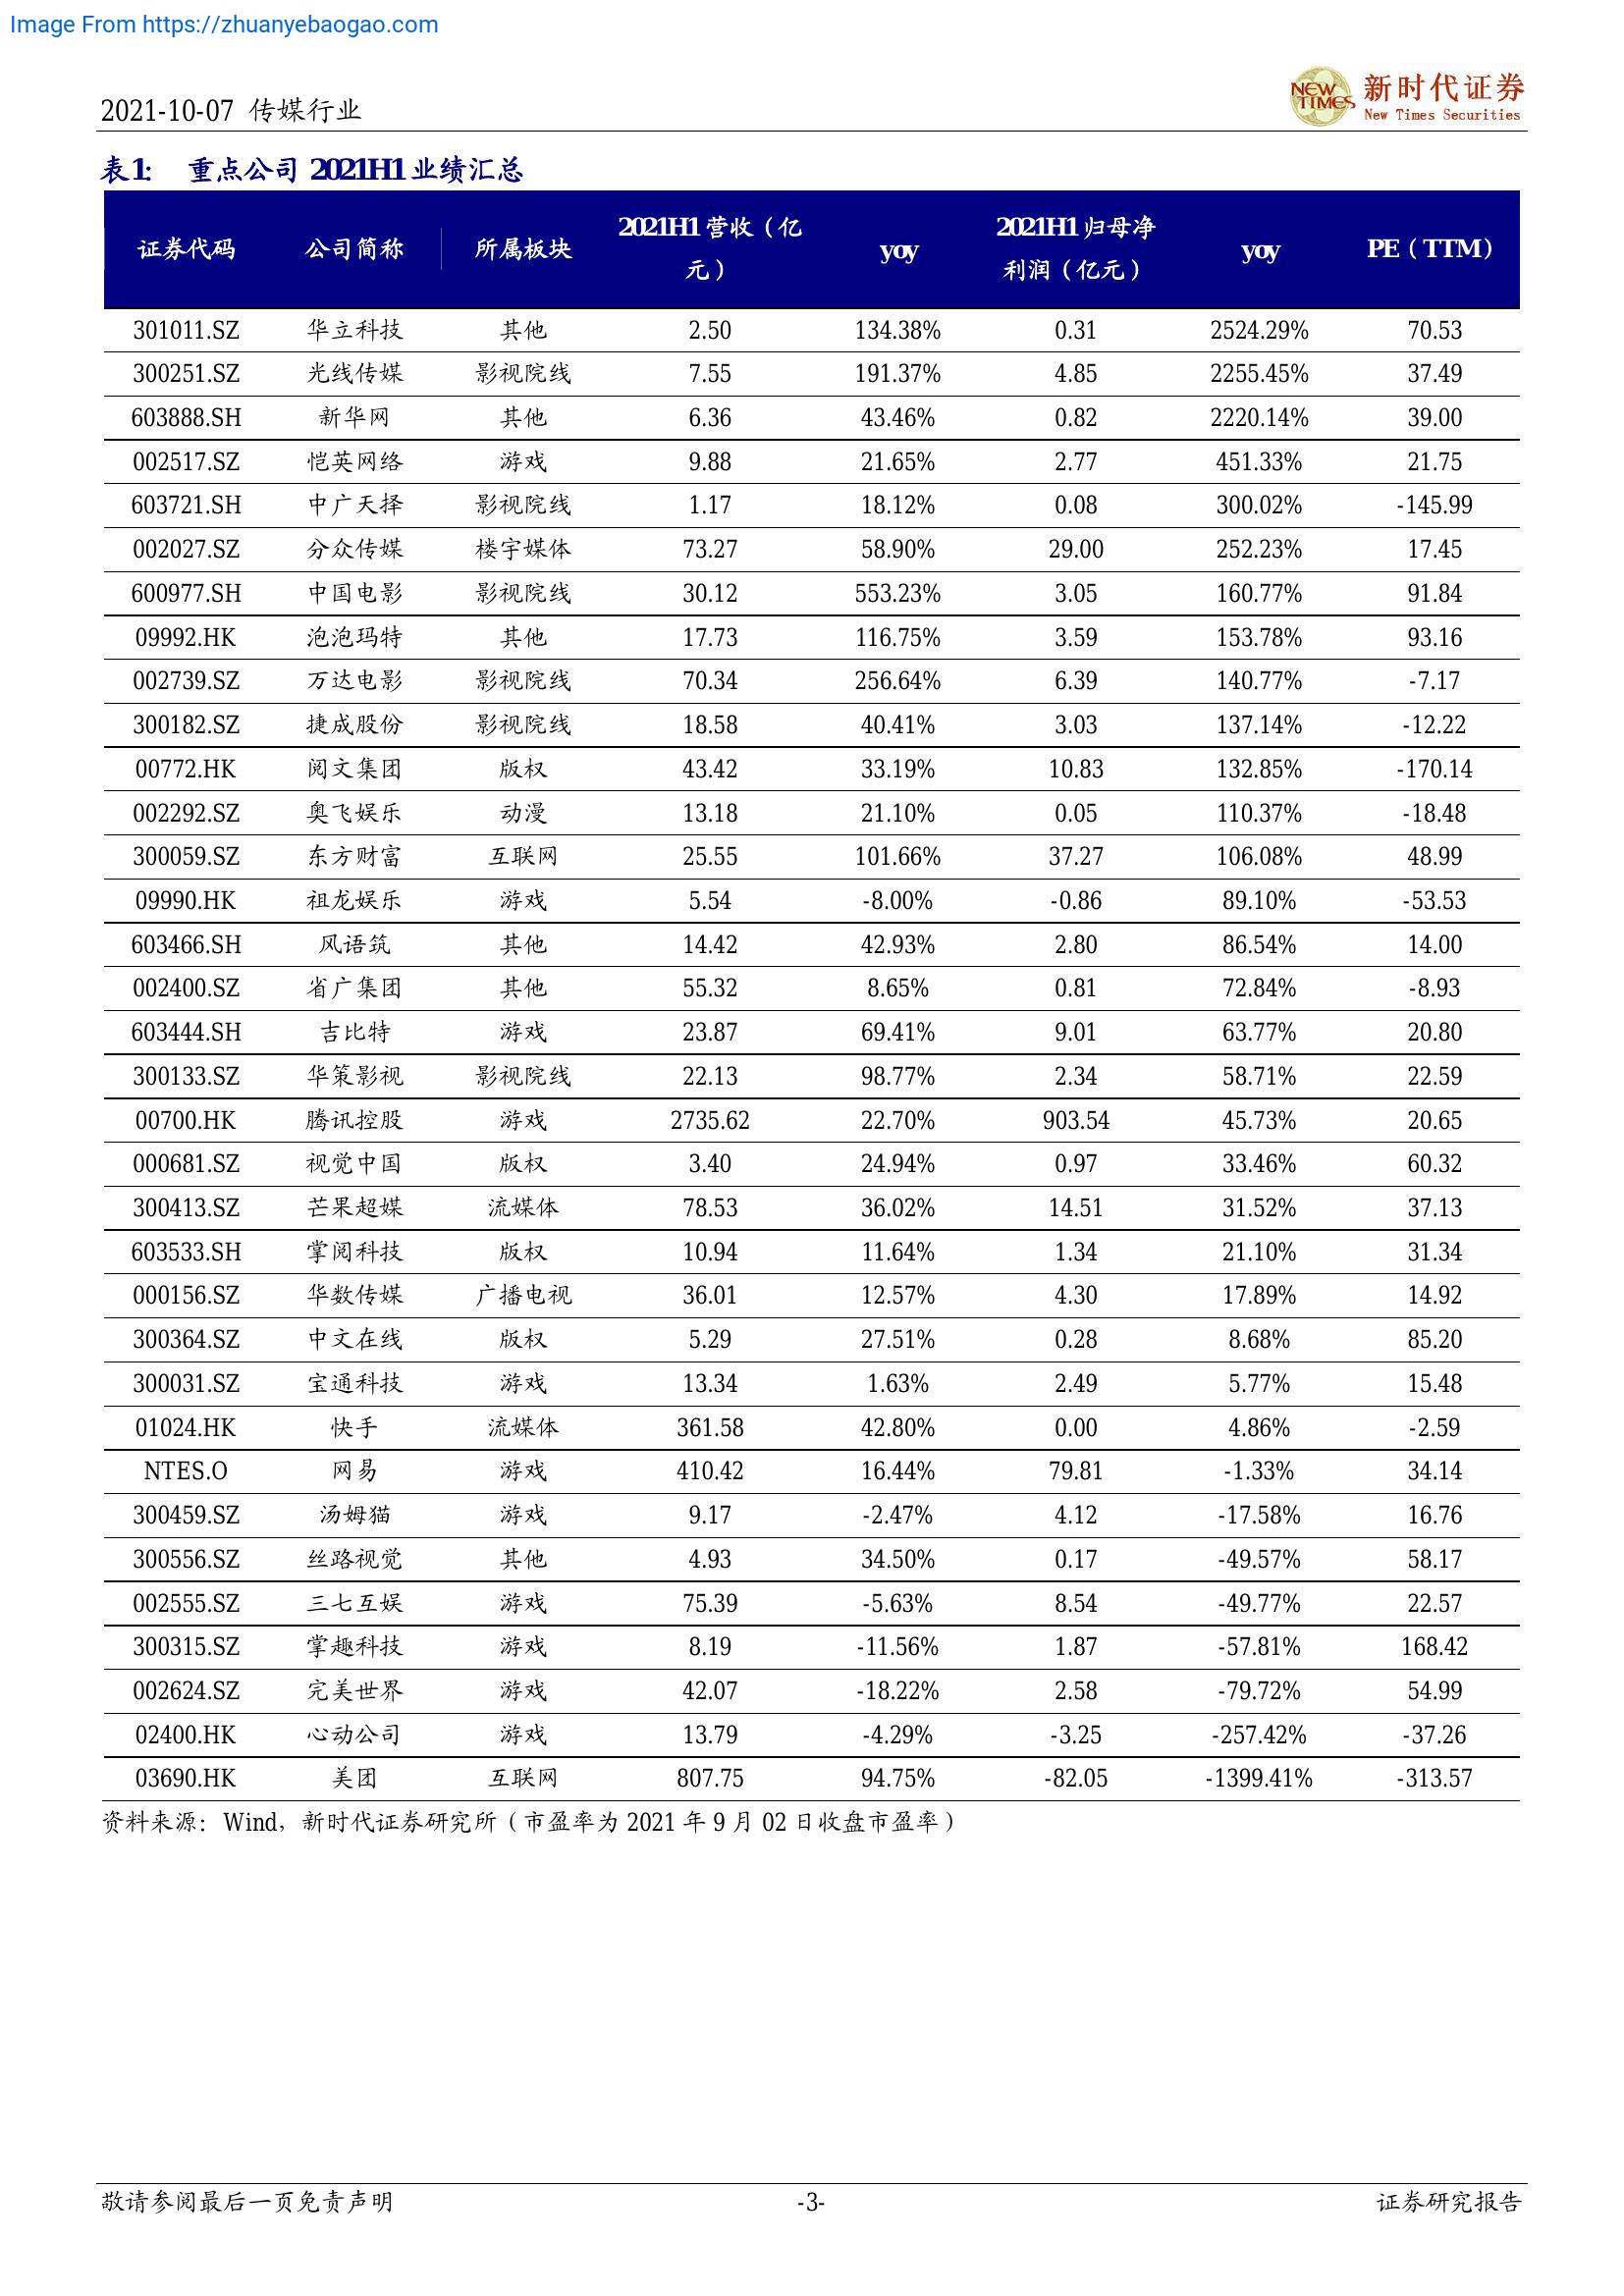 Image From https://zhuanyebaogao.com
2021-10-07 传媒行业
NEW TIMES
新时代证券
New Times Securities
表1: 重点公司 2021H1 业绩汇总
证券代码 公司简称 所属板块 2021H1 营收（亿元） yoy 2021H1 归母净利润（亿元） yoy PE（TTM）
301011.SZ 华立科技 其他 2.50 134.38% 0.31 2524.29% 70.53
300251.SZ 光线传媒 影视院线 7.55 191.37% 4.85 2255.45% 37.49
603888.SH 新华网 其他 6.36 43.46% 0.82 2220.14% 39.00
002517.SZ 恺英网络 游戏 9.88 21.65% 2.77 451.33% 21.75
603721.SH 中广天择 影视院线 1.17 18.12% 0.08 300.02% -145.99
002027.SZ 分众传媒 楼宇媒体 73.27 58.90% 29.00 252.23% 17.45
600977.SH 中国电影 影视院线 30.12 553.23% 3.05 160.77% 91.84
09992.HK 泡泡玛特 其他 17.73 116.75% 3.59 153.78% 93.16
002739.SZ 万达电影 影视院线 70.34 256.64% 6.39 140.77% -7.17
300182.SZ 捷成股份 影视院线 18.58 40.41% 3.03 137.14% -12.22
00772.HK 阅文集团 版权 43.42 33.19% 10.83 132.85% -170.14
002292.SZ 奥飞娱乐 动漫 13.18 21.10% 0.05 110.37% -18.48
300059.SZ 东方财富 互联网 25.55 101.66% 37.27 106.08% 48.99
09990.HK 祖龙娱乐 游戏 5.54 -8.00% -0.86 89.10% -53.53
603466.SH 风语筑 其他 14.42 42.93% 2.80 86.54% 14.00
002400.SZ 省广集团 其他 55.32 8.65% 0.81 72.84% -8.93
603444.SH 吉比特 游戏 23.87 69.41% 9.01 63.77% 20.80
300133.SZ 华策影视 影视院线 22.13 98.77% 2.34 58.71% 22.59
00700.HK 腾讯控股 游戏 2735.62 22.70% 903.54 45.73% 20.65
000681.SZ 视觉中国 版权 3.40 24.94% 0.97 33.46% 60.32
300413.SZ 芒果超媒 流媒体 78.53 36.02% 14.51 31.52% 37.13
603533.SH 掌阅科技 版权 10.94 11.64% 1.34 21.10% 31.34
000156.SZ 华数传媒 广播电视 36.01 12.57% 4.30 17.89% 14.92
300364.SZ 中文在线 版权 5.29 27.51% 0.28 8.68% 85.20
300031.SZ 宝通科技 游戏 13.34 1.63% 2.49 5.77% 15.48
01024.HK 快手 流媒体 361.58 42.80% 0.00 4.86% -2.59
NTES.O 网易 游戏 410.42 16.44% 79.81 -1.33% 34.14
300459.SZ 汤姆猫 游戏 9.17 -2.47% 4.12 -17.58% 16.76
300556.SZ 丝路视觉 其他 4.93 34.50% 0.17 -49.57% 58.17
002555.SZ 三七互娱 游戏 75.39 -5.63% 8.54 -49.77% 22.57
300315.SZ 掌趣科技 游戏 8.19 -11.56% 1.87 -57.81% 168.42
002624.SZ 完美世界 游戏 42.07 -18.22% 2.58 -79.72% 54.99
02400.HK 心动公司 游戏 13.79 -4.29% -3.25 -257.42% -37.26
03690.HK 美团 互联网 807.75 94.75% -82.05 -1399.41% -313.57
资料来源：Wind，新时代证券研究所（市盈率为 2021 年 9 月 02 日收盘市盈率）
敬请参阅最后一页免责声明 -3- 证券研究报告